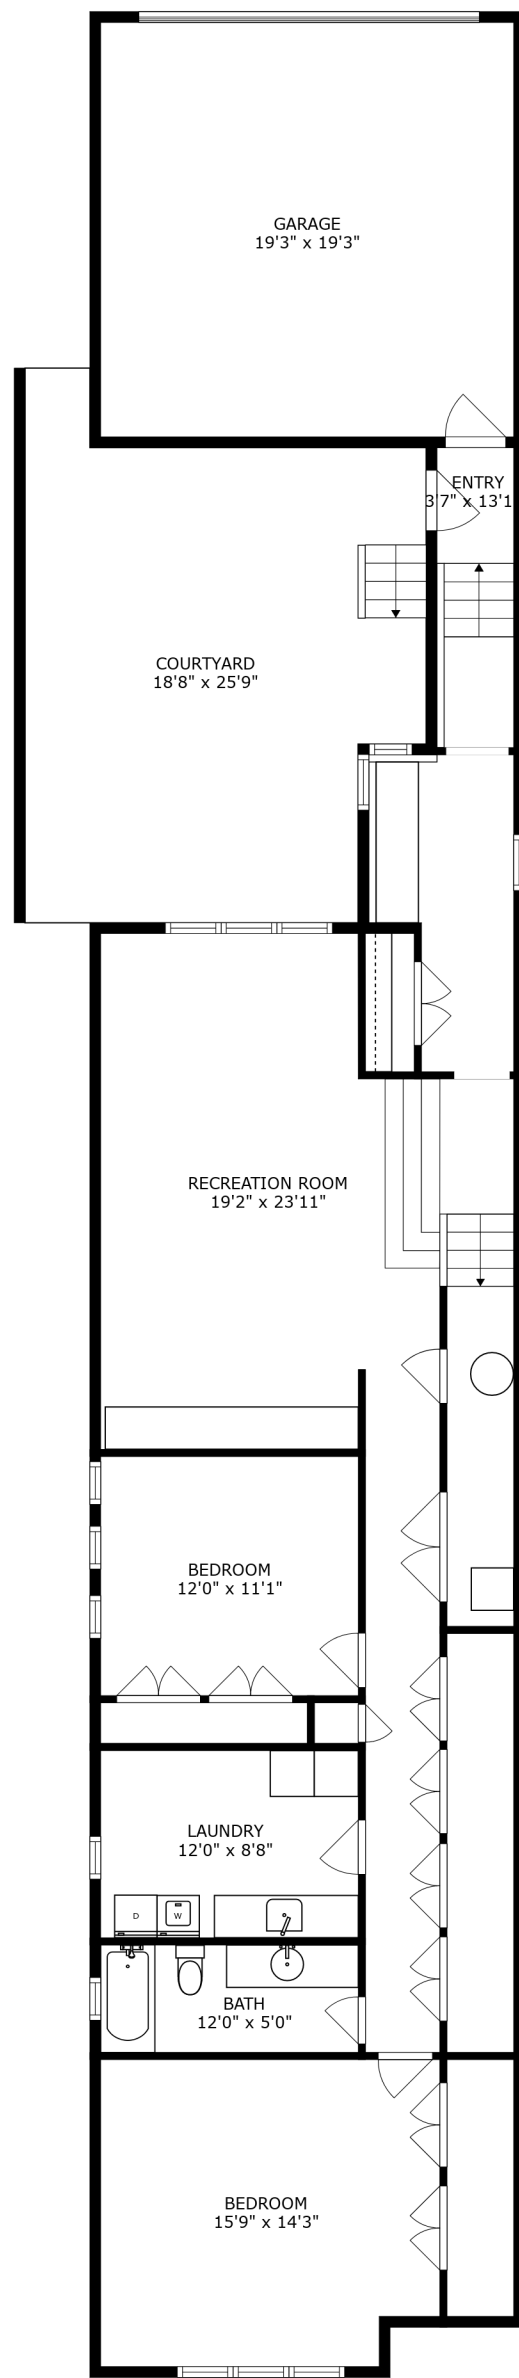 GARAGE
19'3" x 19'3"
ENTRY
3'7" x 13'1
COURTYARD
18'8" x 25'9"
RECREATION ROOM
19'2" x 23'11"
BEDROOM
12'0" x 11'1"
LAUNDRY
12'0" x 8'8"
D
W
BATH
12'0" x 5'0"
BEDROOM
15'9" x 14'3"